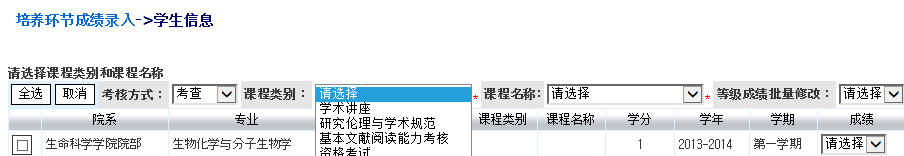 培养环节成绩录入->学生信息
请选择课程类别和课程名称
全选 取消 考核方式： 考查 课程类别： 请选择 * 课程名称: 请选择 * 等级成绩批量修改： 请选择
学术讲座
研究伦理与学术规范
基本文献阅读能力考核
资格考试
院系 专业 课程类别 课程名称 学分 学年 学期 成绩
生命科学学院院部 生物化学与分子生物学 1 2013-2014 第一学期 请选择